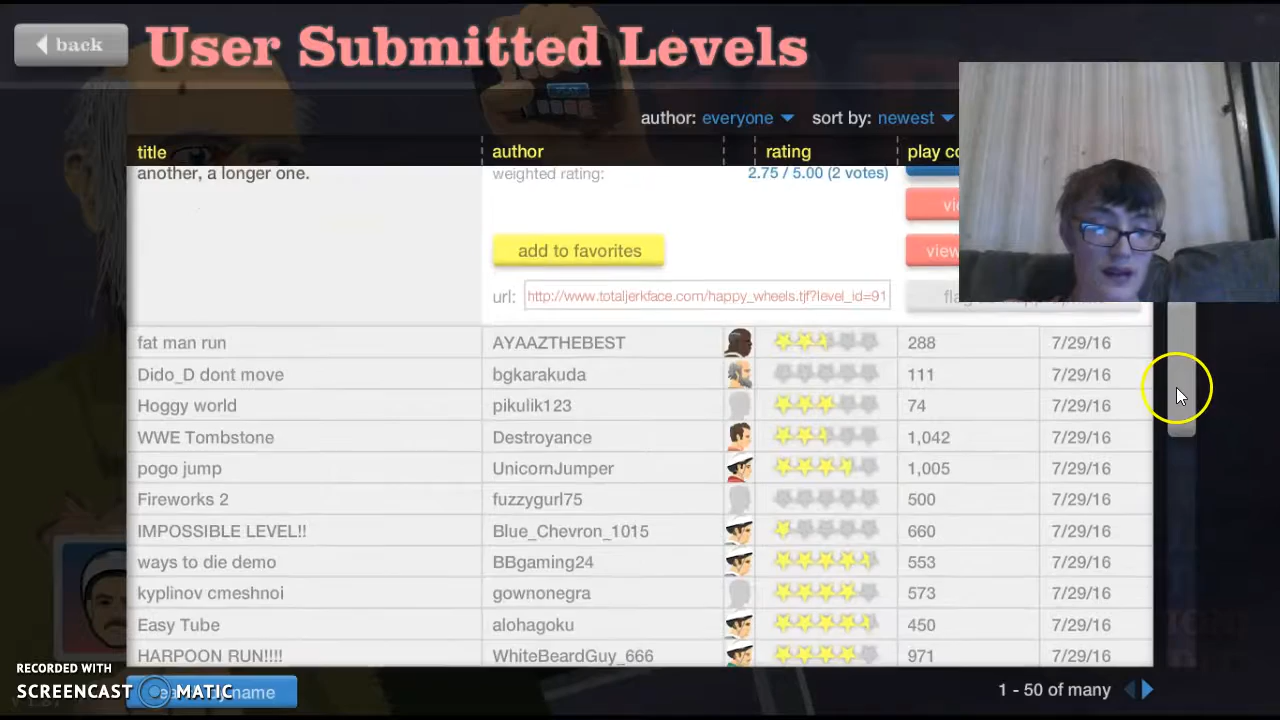 back
User Submitted Levels
author: everyone sort by: newest
title author rating play co
another, a longer one. weighted rating: 2.75 / 5.00 (2 votes)
add to favorites
url: http://www.totaljerkface.com/happy_wheels.tjf?level_id=91
fat man run AYAAZTHEBEST 288 7/29/16
Dido_D dont move bgkarakuda 111 7/29/16
Hoggy world pikulik123 74 7/29/16
WWE Tombstone Destroyance 1,042 7/29/16
pogo jump UnicornJumper 1,005 7/29/16
Fireworks 2 fuzzygurl75 500 7/29/16
IMPOSSIBLE LEVEL!! Blue_Chevron_1015 660 7/29/16
ways to die demo BBgaming24 553 7/29/16
kyplinov cmeshnoi gownonegra 573 7/29/16
Easy Tube alohagoku 450 7/29/16
HARPOON RUN!!!! WhiteBeardGuy_666 971 7/29/16
RECORDED WITH
SCREENCAST MATIC name
1 - 50 of many